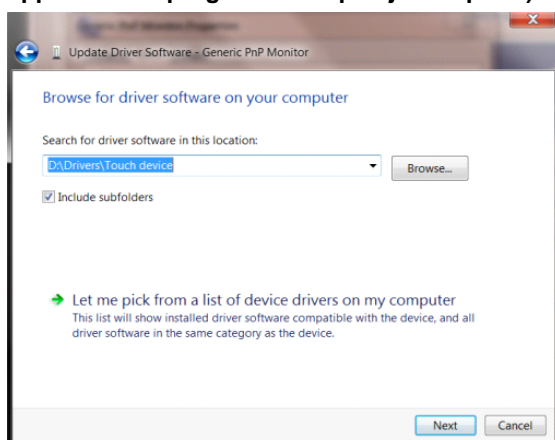 Update Driver Software - Generic PnP Monitor
Browse for driver software on your computer
Search for driver software in this location:
D:\Drivers\Touch device
Browse...
Include subfolders
Let me pick from a list of device drivers on my computer
This list will show installed driver software compatible with the device, and all
driver software in the same category as the device.
Next Cancel